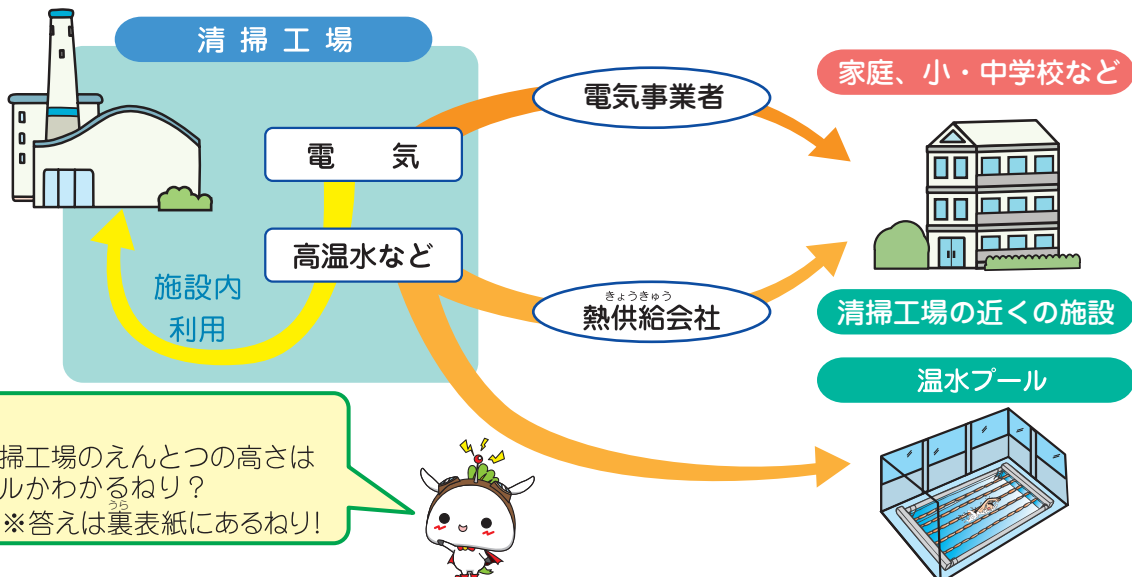 清掃工場
電気事業者
家庭、小・中学校など
電 気
高温水など
施設内
利用
きょうきゅう
熱供給会社
清掃工場の近くの施設
温水プール
掃工場のえんとつの高さは
ルかわかるねり?
うら
※答えは裏表紙にあるねり!